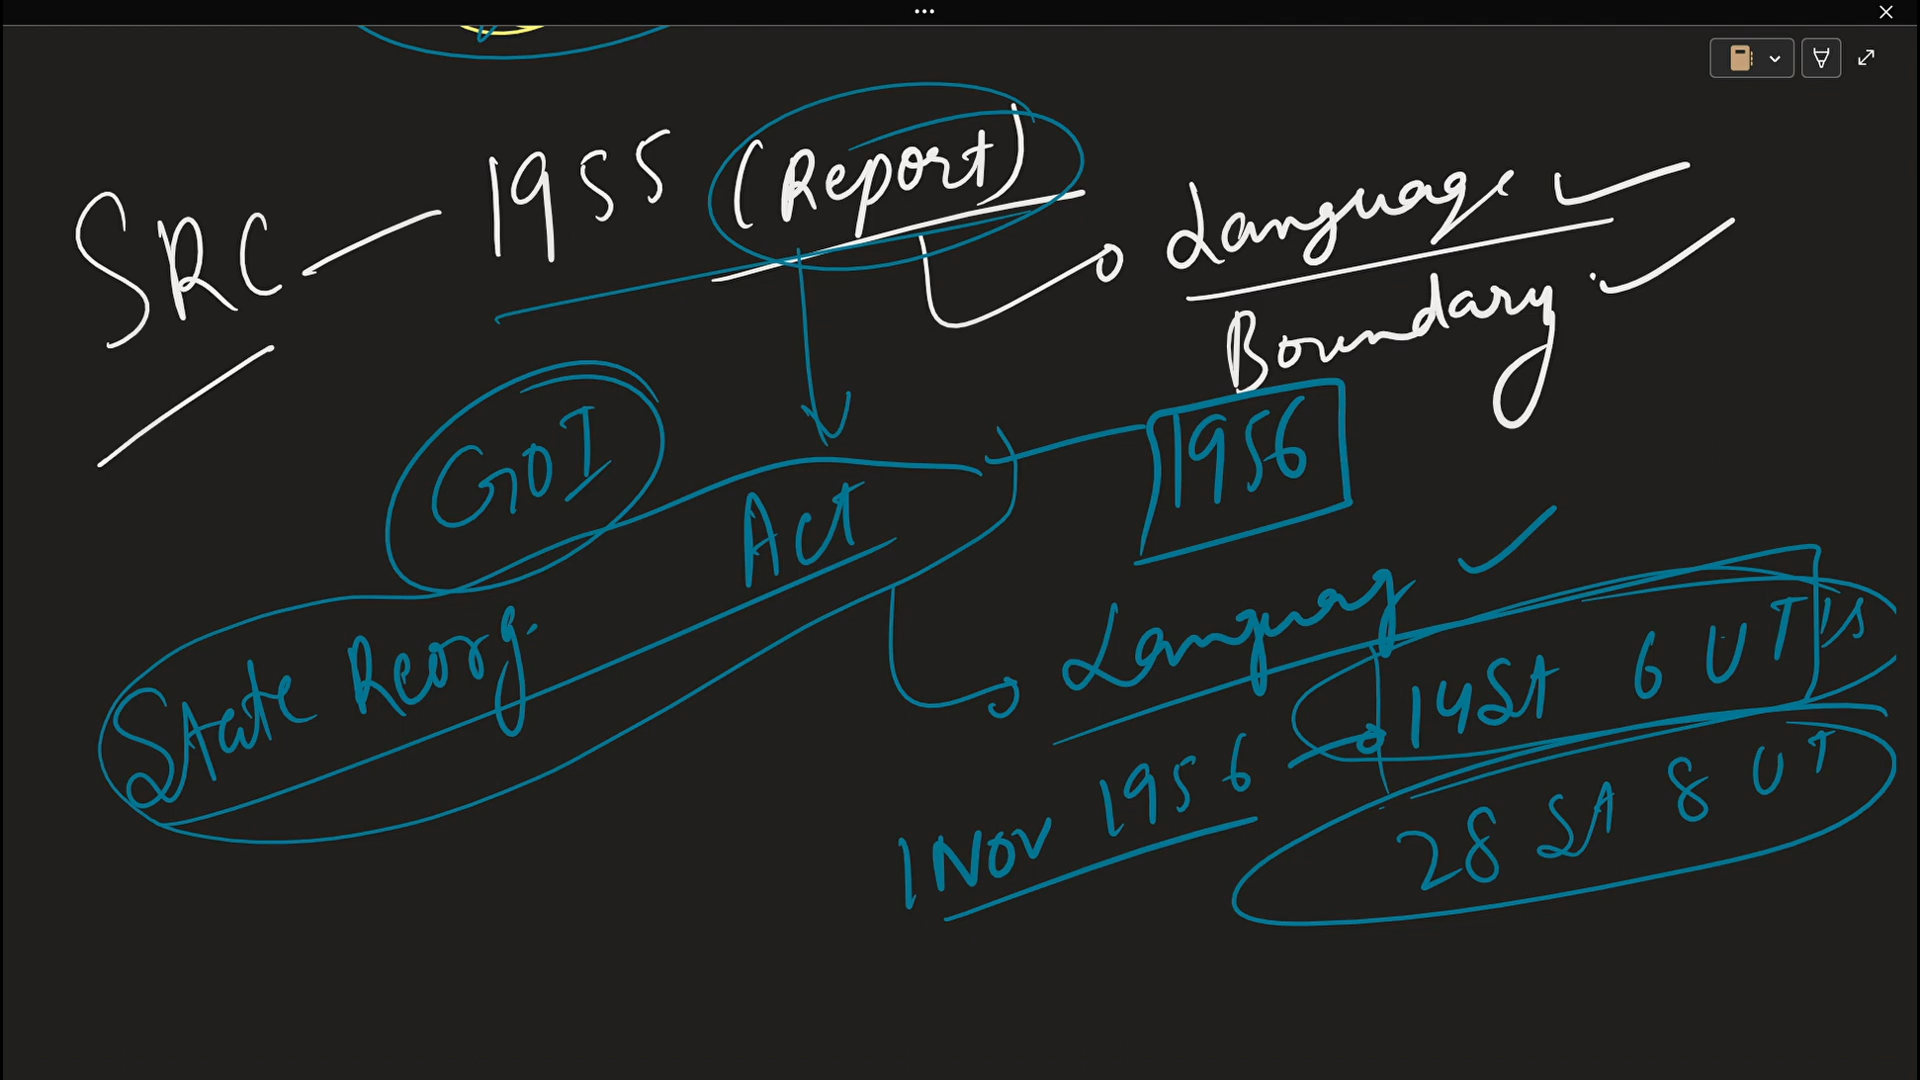 SRC — 1955 (Report)
Language
Boundary
GOI
1956
State Reorg. Act
Languag
1 Nov 1956
14 St 6 UT's
28 St 8 UT